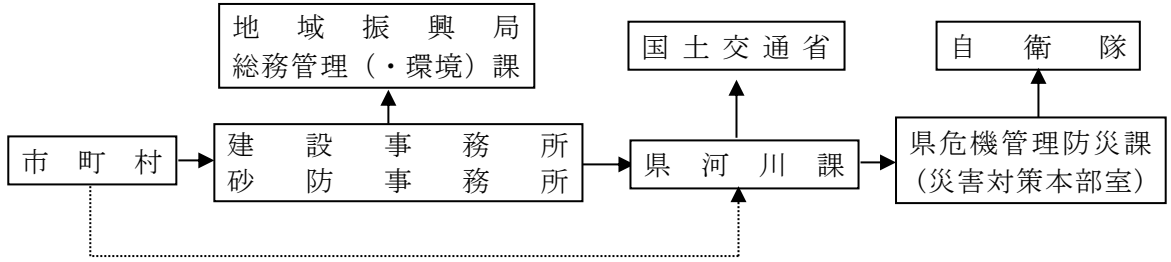 地域振興局
総務管理（・環境）課
国土交通省
自衛隊
市町村
建設事務所
砂防事務所
県河川課
県危機管理防災課
（災害対策本部室）